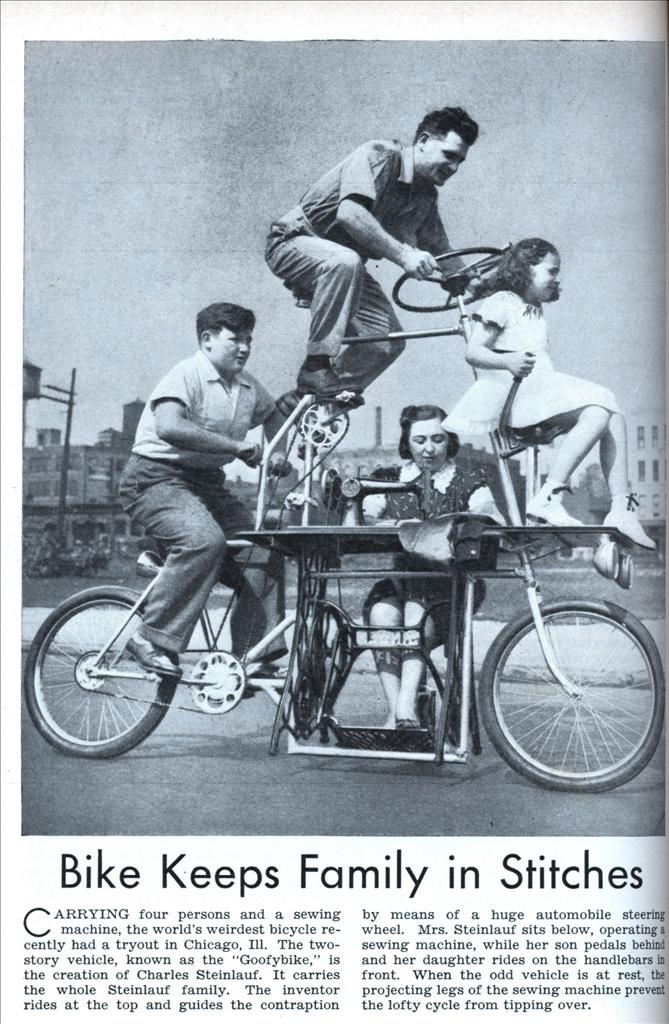 Bike Keeps Family in Stitches
CARRYING four persons and a sewing
machine, the world's weirdest bicycle re-
cently had a tryout in Chicago, Ill. The two-
story vehicle, known as the "Goofybike," is
the creation of Charles Steinlauf. It carries
the whole Steinlauf family. The inventor
rides at the top and guides the contraption
by means of a huge automobile steering
wheel. Mrs. Steinlauf sits below, operating a
sewing machine, while her son pedals behind
and her daughter rides on the handlebars in
front. When the odd vehicle is at rest, the
projecting legs of the sewing machine prevent
the lofty cycle from tipping over.